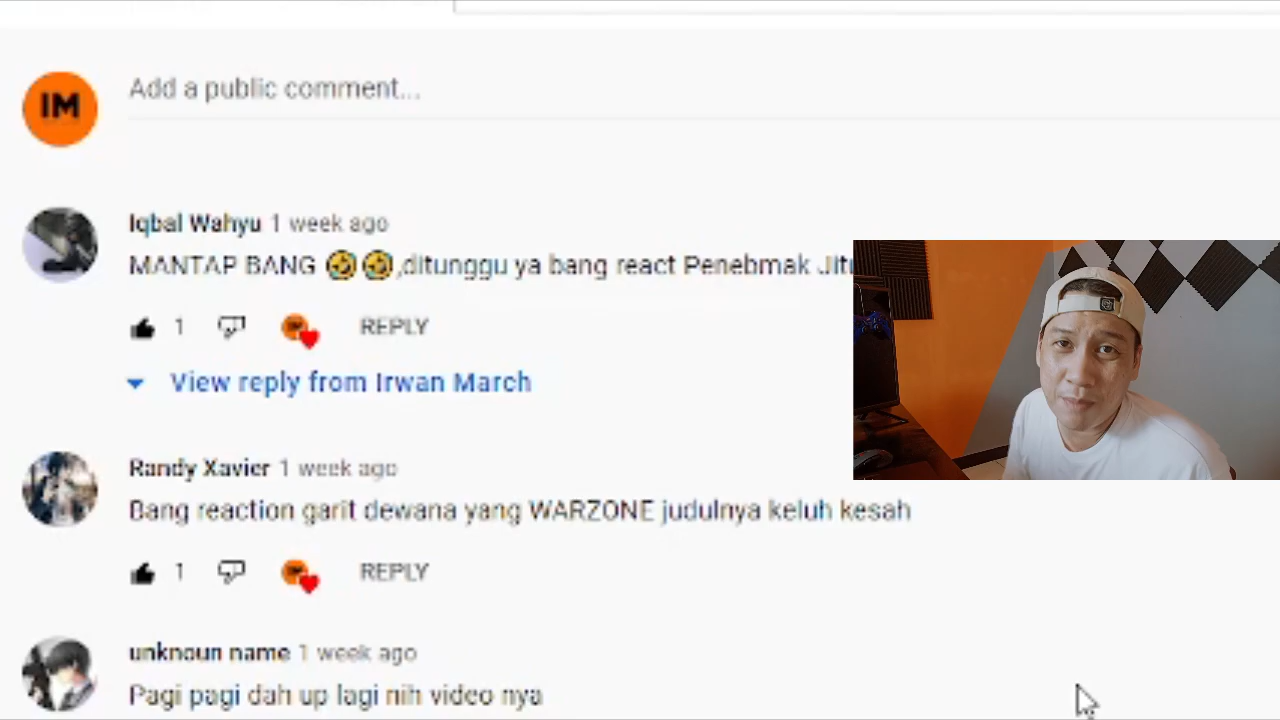 Add a public comment...
IM
Iqbal Wahyu 1 week ago
MANTAP BANG 🤣🤣,ditunggu ya bang react Penebmak
1 REPLY
View reply from Irwan March
Randy Xavier 1 week ago
Bang reaction garit dewana yang WARZONE judulnya keluh kesah
1 REPLY
unknoun name 1 week ago
Pagi pagi dah up lagi nih video nya